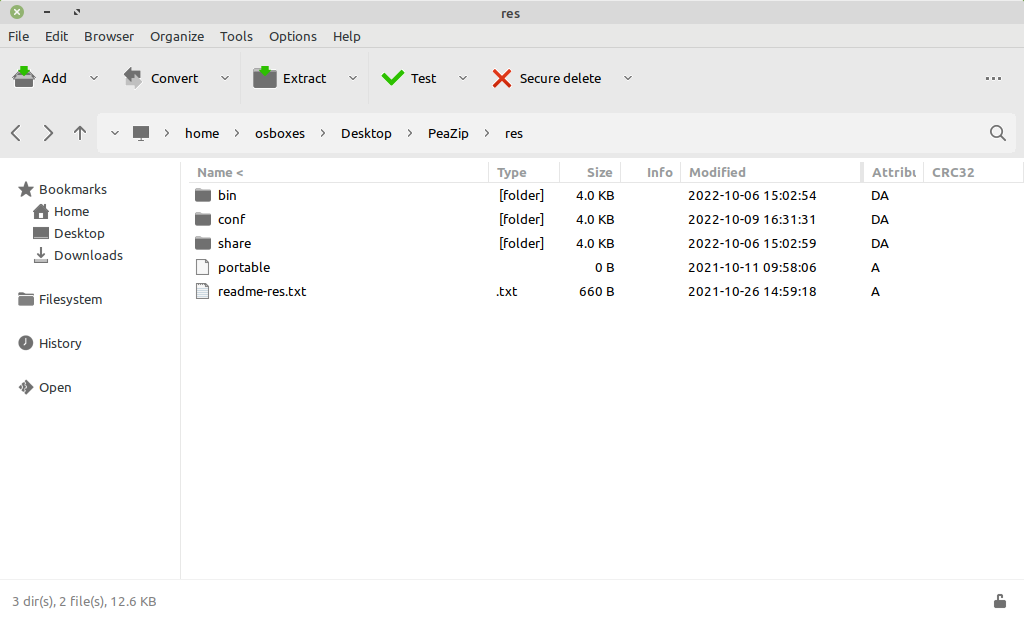 res
File Edit Browser Organize Tools Options Help
Add Convert Extract Test Secure delete
home osboxes Desktop PeaZip res
Name < Type Size Info Modified Attribu CRC32
bin [folder] 4.0 KB 2022-10-06 15:02:54 DA
conf [folder] 4.0 KB 2022-10-09 16:31:31 DA
share [folder] 4.0 KB 2022-10-06 15:02:59 DA
portable 0 B 2021-10-11 09:58:06 A
readme-res.txt .txt 660 B 2021-10-26 14:59:18 A
Bookmarks
Home
Desktop
Downloads
Filesystem
History
Open
3 dir(s), 2 file(s), 12.6 KB